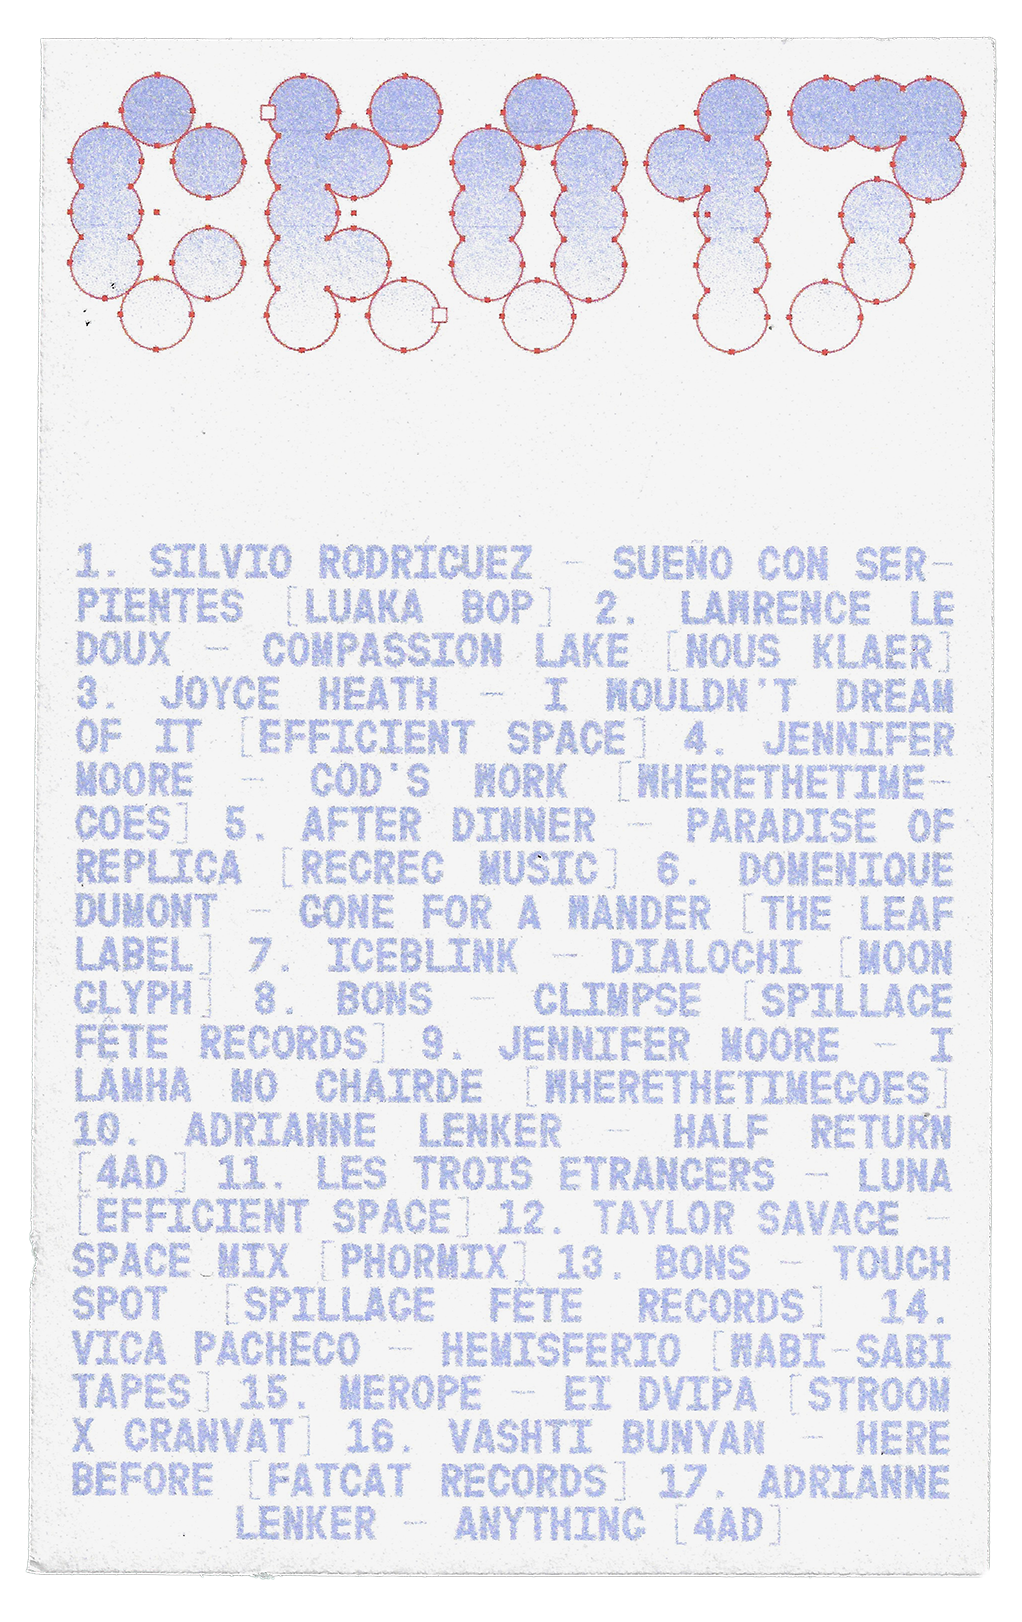 CK017
1. SILVIO RODRIGUEZ – SUEÑO CON SER-
PIENTES [LUAKA BOP] 2. LAWRENCE LE
DOUX – COMPASSION LAKE [NOUS KLAER]
3. JOYCE HEATH – I WOULDN'T DREAM
OF IT [EFFICIENT SPACE] 4. JENNIFER
MOORE – GOD'S WORK [WHERETHETIME-
GOES] 5. AFTER DINNER – PARADISE OF
REPLICA [RECREC MUSIC] 6. DOMENIQUE
DUMONT – GONE FOR A WANDER [THE LEAF
LABEL] 7. ICEBLINK – DIALOGHI [MOON
GLYPH] 8. BONS – GLIMPSE [SPILLAGE
FÊTE RECORDS] 9. JENNIFER MOORE – I
LAMHA MO CHAIRDE [WHERETHETIMEGOES]
10. ADRIANNE LENKER – HALF RETURN
[4AD] 11. LES TROIS ETRANGERS – LUNA
[EFFICIENT SPACE] 12. TAYLOR SAVAGE –
SPACE MIX [PHORMIX] 13. BONS – TOUCH
SPOT [SPILLAGE FÊTE RECORDS] 14.
VICA PACHECO – HEMISFERIO [WABI-SABI
TAPES] 15. MEROPE – EI DVIPA [STROOM
X GRANVAT] 16. VASHTI BUNYAN – HERE
BEFORE [FATCAT RECORDS] 17. ADRIANNE
LENKER – ANYTHING [4AD]